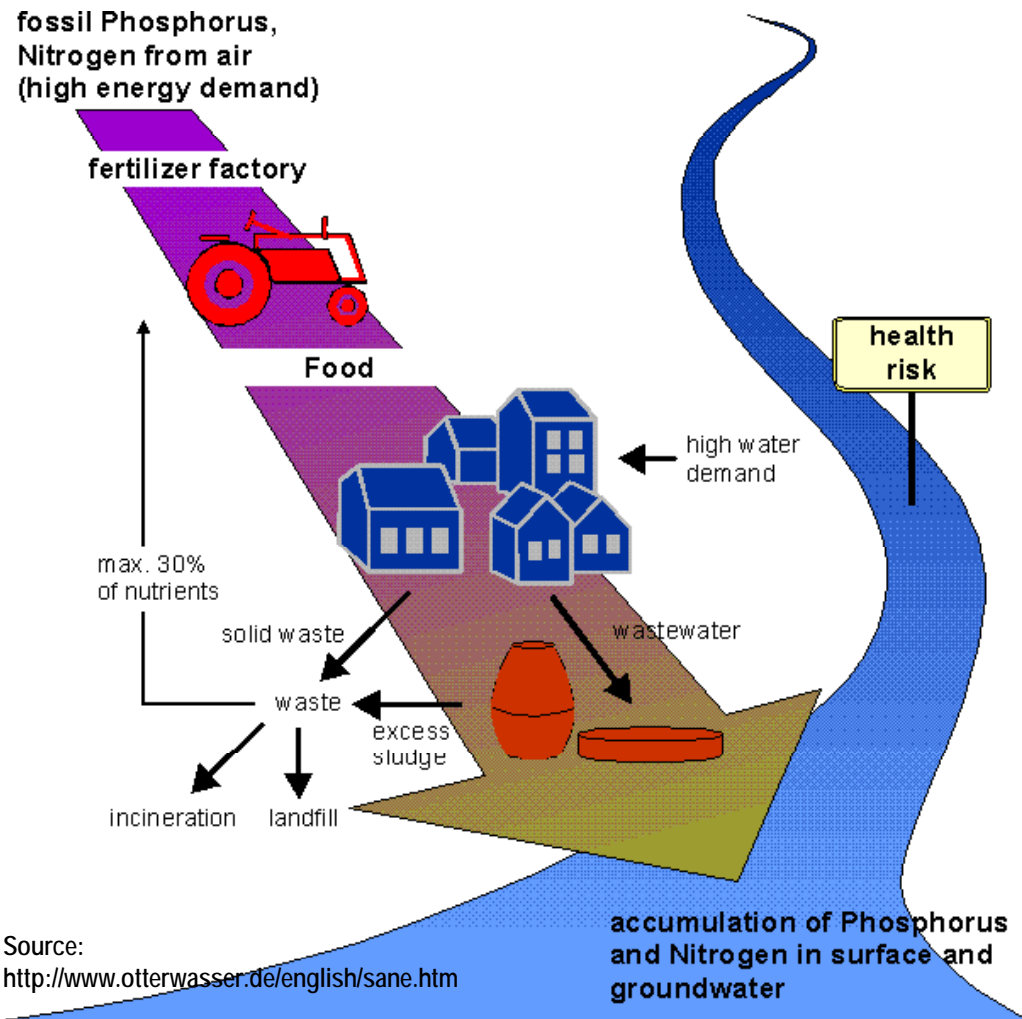 fossil Phosphorus,
Nitrogen from air
(high energy demand)
fertilizer factory
Food
health
risk
high water
demand
max. 30%
of nutrients
solid waste
wastewater
waste
excess
sludge
incineration
landfill
accumulation of Phosphorus
and Nitrogen in surface and
groundwater
Source:
http://www.otterwasser.de/english/sane.htm